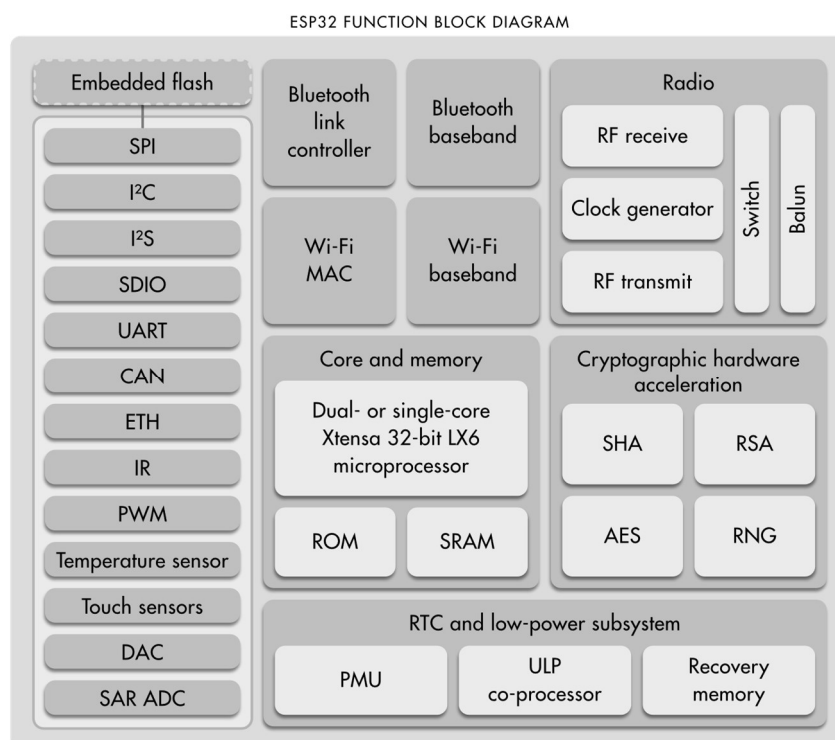 ESP32 FUNCTION BLOCK DIAGRAM
Embedded flash
SPI
I²C
I²S
SDIO
UART
CAN
ETH
IR
PWM
Temperature sensor
Touch sensors
DAC
SAR ADC
Bluetooth
link
controller
Bluetooth
baseband
Wi-Fi
MAC
Wi-Fi
baseband
Radio
RF receive
Clock generator
RF transmit
Switch
Balun
Core and memory
Dual- or single-core
Xtensa 32-bit LX6
microprocessor
ROM
SRAM
Cryptographic hardware
acceleration
SHA
RSA
AES
RNG
RTC and low-power subsystem
PMU
ULP
co-processor
Recovery
memory